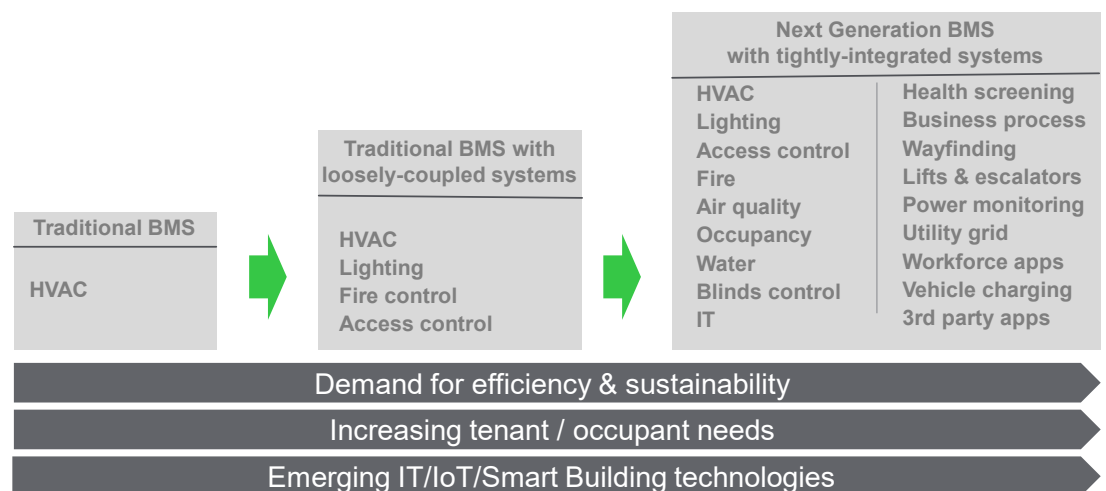 Traditional BMS
HVAC
Traditional BMS with
loosely-coupled systems
HVAC
Lighting
Fire control
Access control
Next Generation BMS
with tightly-integrated systems
HVAC
Lighting
Access control
Fire
Air quality
Occupancy
Water
Blinds control
IT
Health screening
Business process
Wayfinding
Lifts & escalators
Power monitoring
Utility grid
Workforce apps
Vehicle charging
3rd party apps
Demand for efficiency & sustainability
Increasing tenant / occupant needs
Emerging IT/IoT/Smart Building technologies